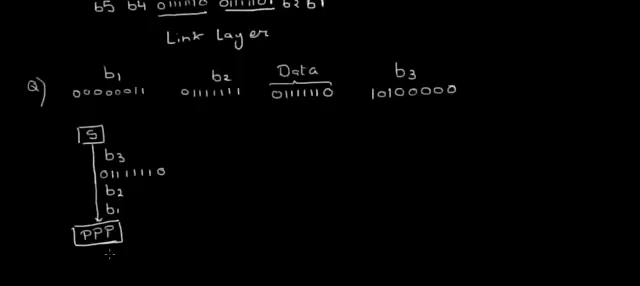 b5 b4 0111110 01111101 b2 b1
Link Layer
Q) b1 b2 Data b3
00000011 01111111 01111110 10100000
S
b3
01111110
b2
b1
PPP